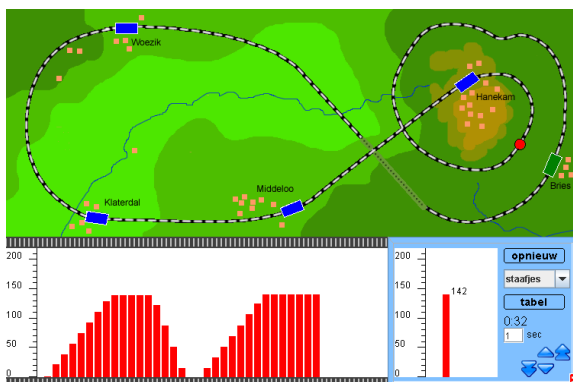 Woezik
Hanekam
Bries
Middeloo
Klaterdal
200
150
100
50
0
200
150
100
50
0
142
opnieuw
staafjes
tabel
0:32
1 sec